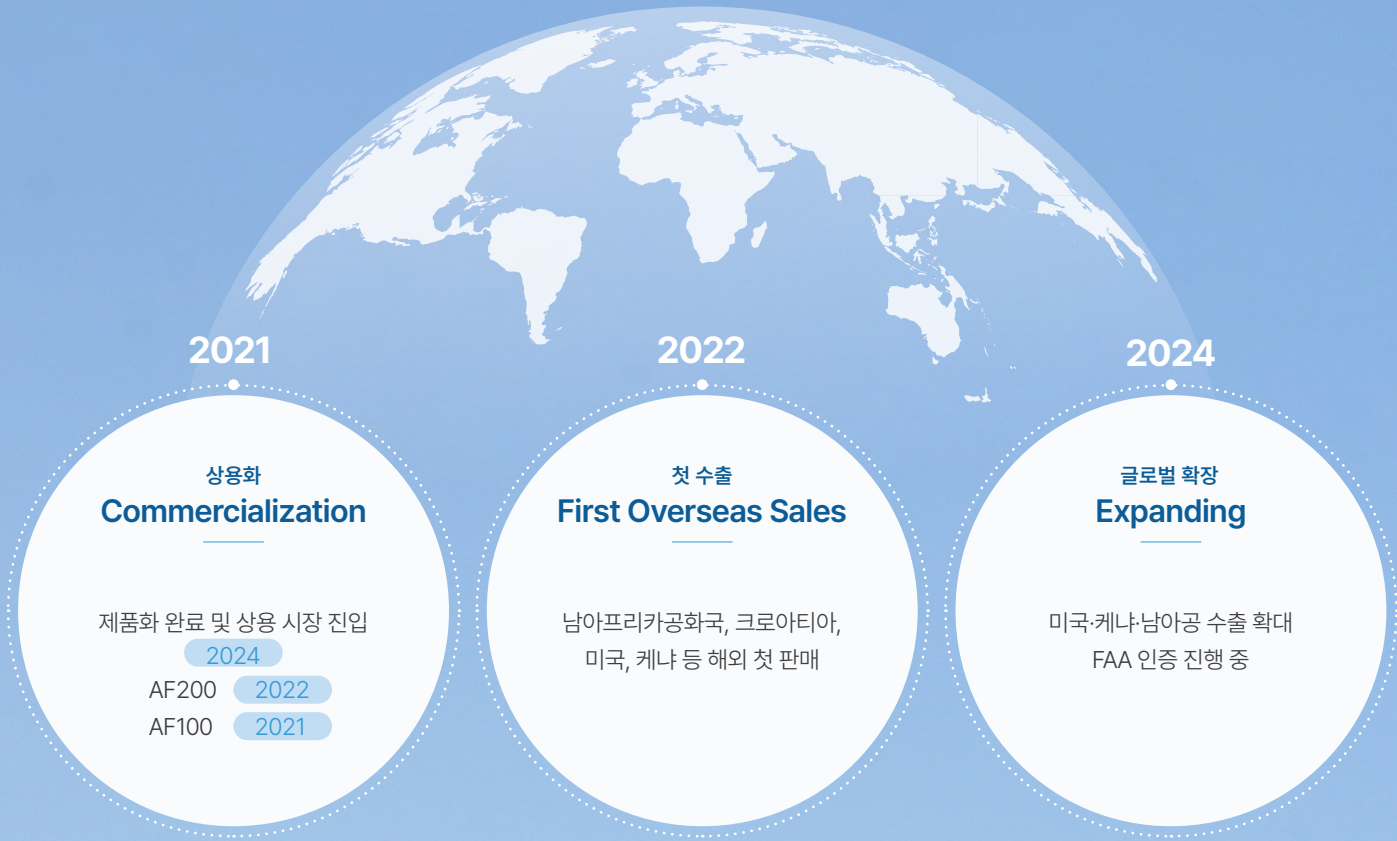 2021
상용화
Commercialization
제품화 완료 및 상용 시장 진입
2024
AF200 2022
AF100 2021
2022
첫 수출
First Overseas Sales
남아프리카공화국, 크로아티아,
미국, 케냐 등 해외 첫 판매
2024
글로벌 확장
Expanding
미국·케냐·남아공 수출 확대
FAA 인증 진행 중